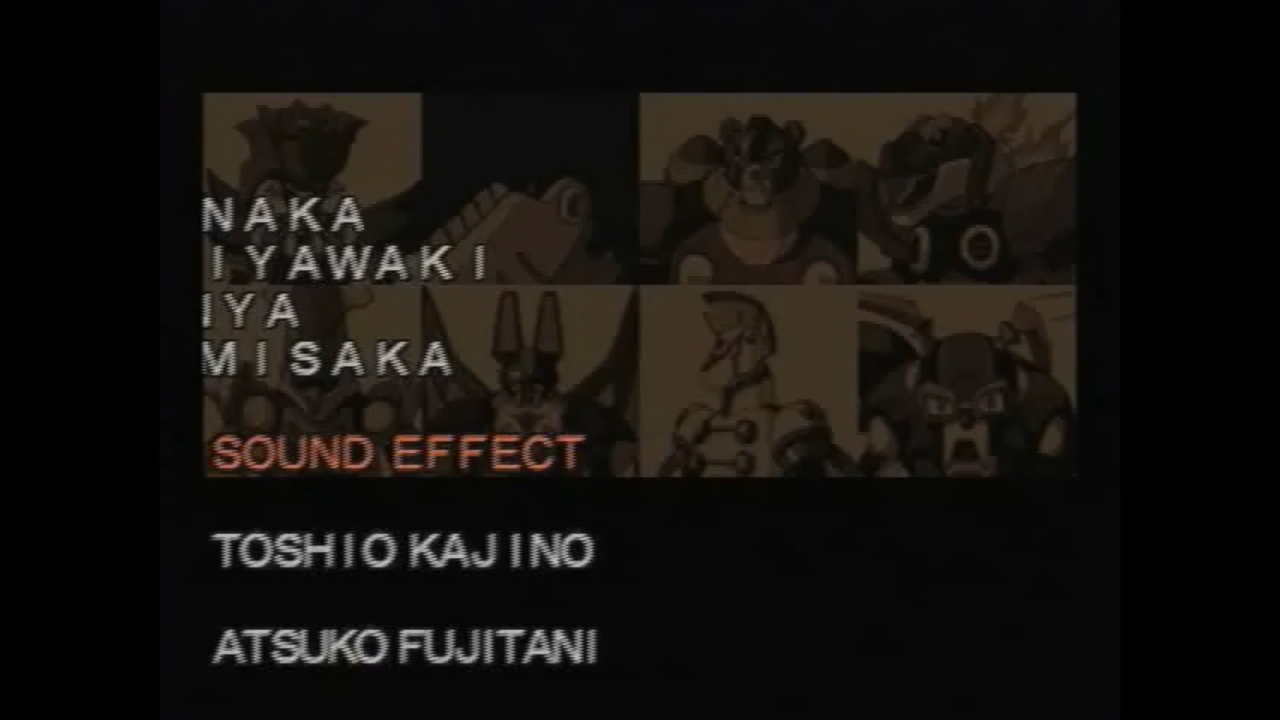 NAKA
IYAWAKI
IYA
MISAKA
SOUND EFFECT
TOSHIO KAJINO
ATSUKO FUJITANI